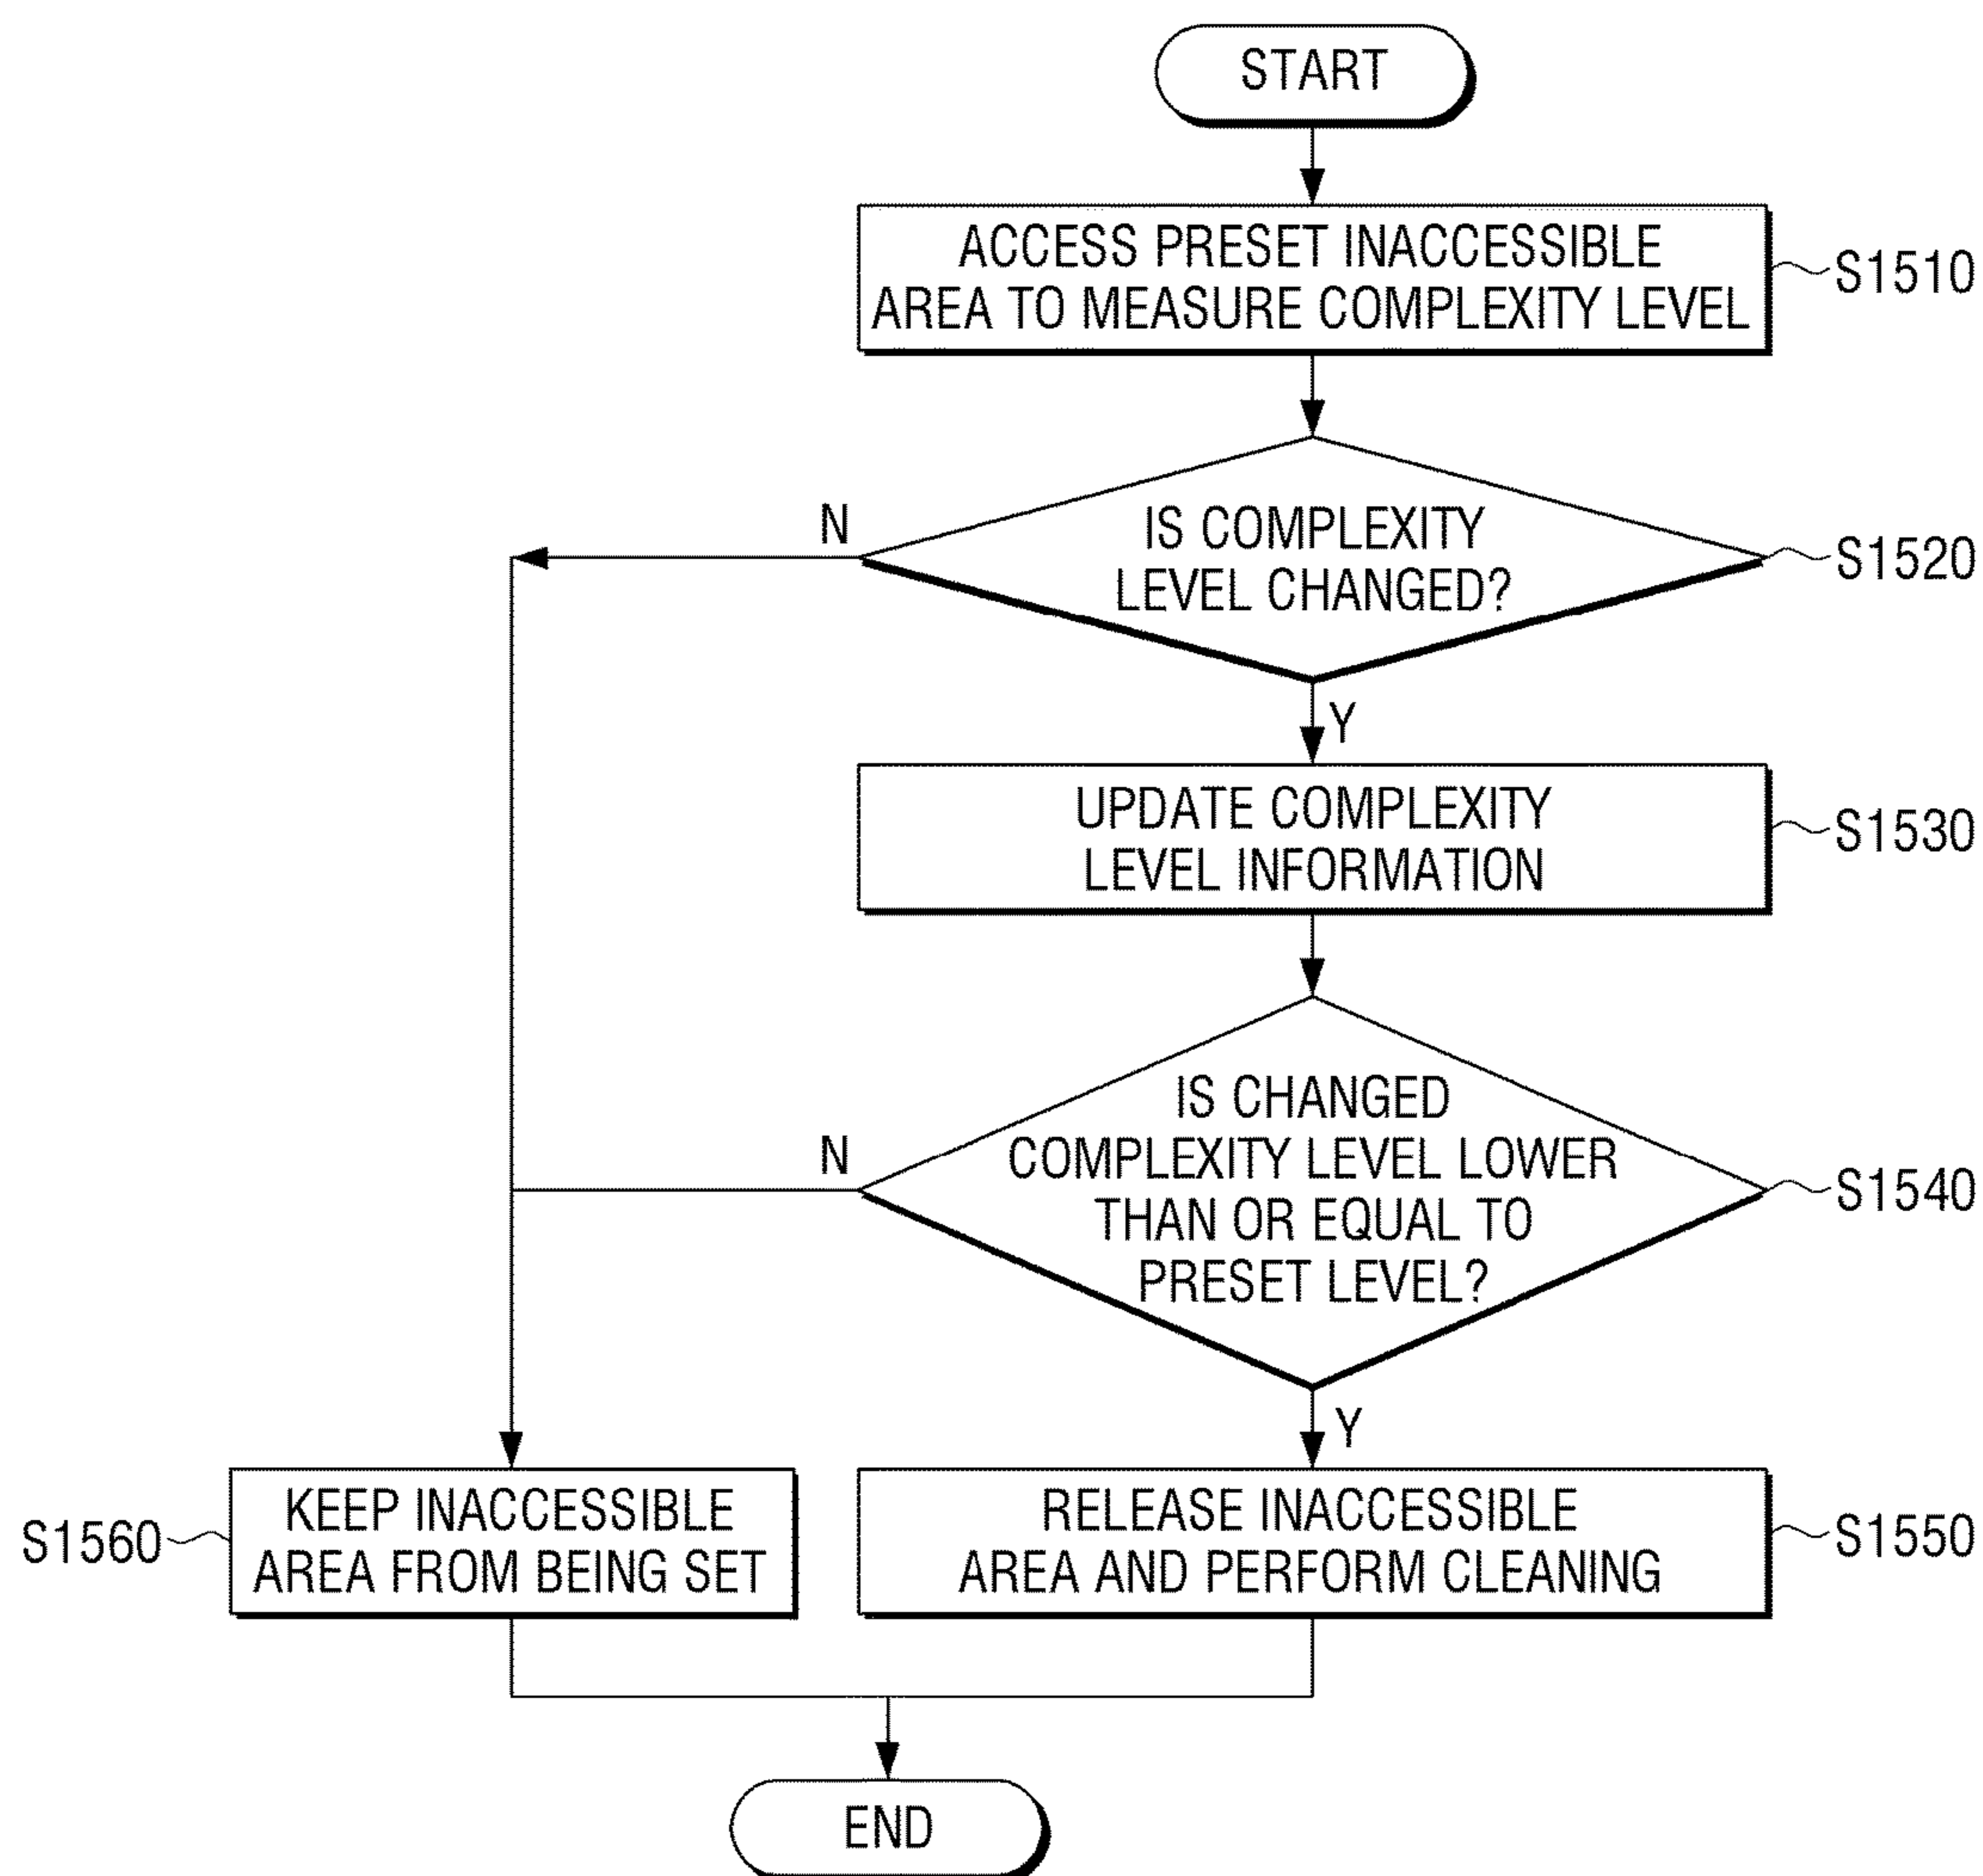 START
ACCESS PRESET INACCESSIBLE
AREA TO MEASURE COMPLEXITY LEVEL
S1510
IS COMPLEXITY
LEVEL CHANGED?
S1520
N
Y
UPDATE COMPLEXITY
LEVEL INFORMATION
S1530
IS CHANGED
COMPLEXITY LEVEL LOWER
THAN OR EQUAL TO
PRESET LEVEL?
S1540
N
Y
S1560
KEEP INACCESSIBLE
AREA FROM BEING SET
RELEASE INACCESSIBLE
AREA AND PERFORM CLEANING
S1550
END